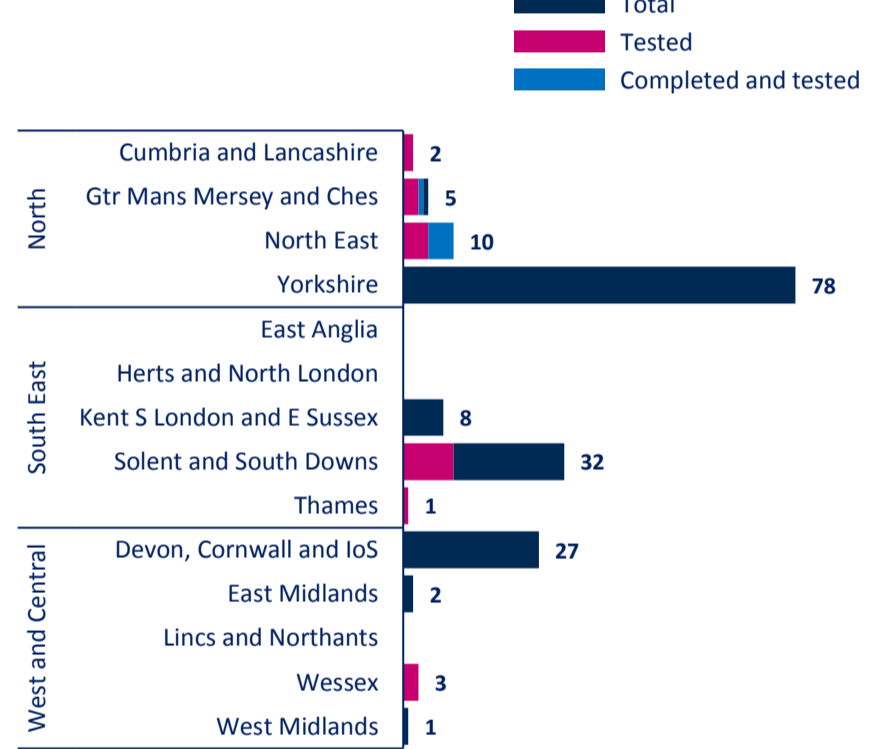 Total
Tested
Completed and tested
North
Cumbria and Lancashire 2
Gtr Mans Mersey and Ches 5
North East 10
Yorkshire 78
South East
East Anglia
Herts and North London
Kent S London and E Sussex 8
Solent and South Downs 32
Thames 1
West and Central
Devon, Cornwall and IoS 27
East Midlands 2
Lincs and Northants
Wessex 3
West Midlands 1